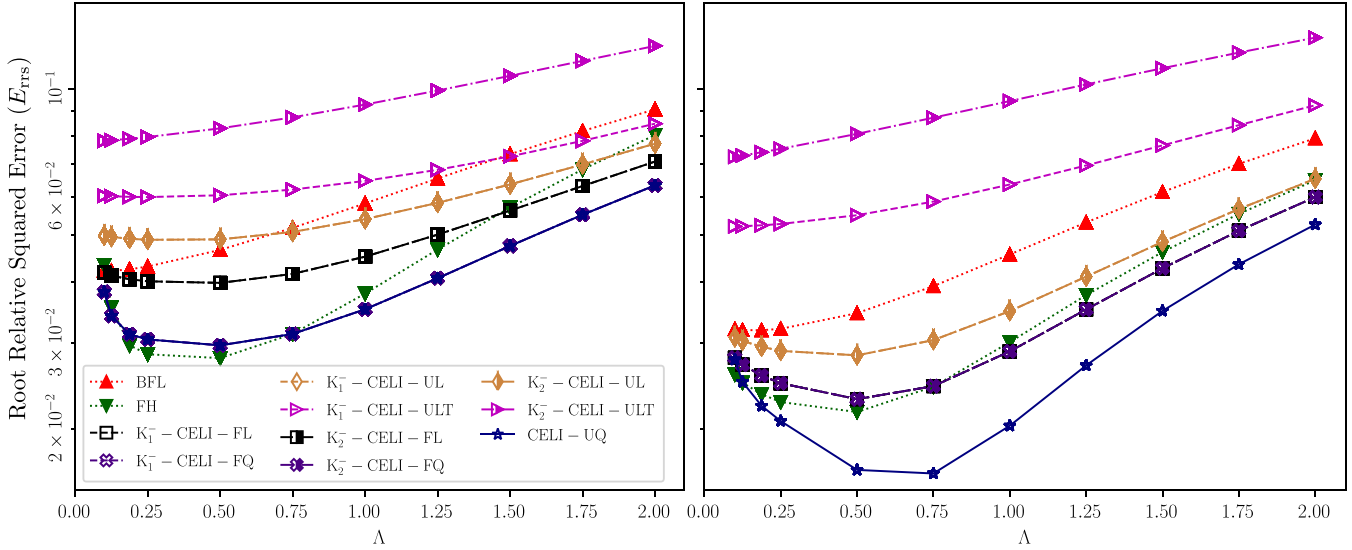 Root Relative Squared Error (E_rs)
10^{-1}
6 × 10^{-2}
3 × 10^{-2}
2 × 10^{-2}
BFL
FH
K_1^- − CELI − FL
K_1^- − CELI − FQ
K_1^- − CELI − UL
K_1^- − CELI − ULT
K_2^- − CELI − FL
K_2^- − CELI − FQ
K_2^- − CELI − UL
K_2^- − CELI − ULT
CELI − UQ
0.00 0.25 0.50 0.75 1.00 1.25 1.50 1.75 2.00
Λ
0.00 0.25 0.50 0.75 1.00 1.25 1.50 1.75 2.00
Λ